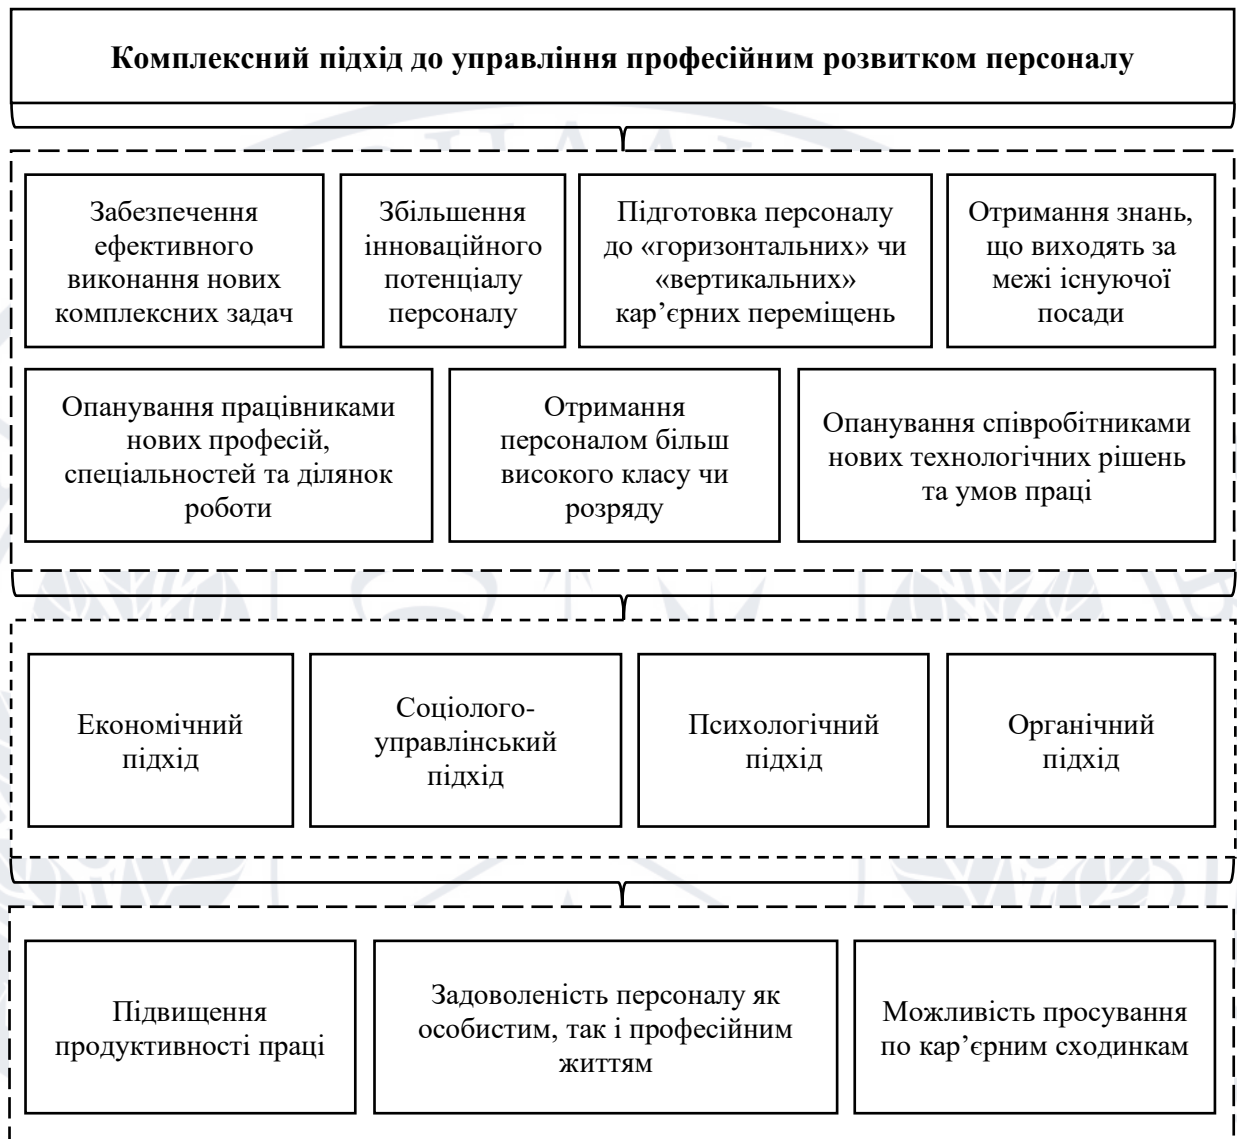 Комплексний підхід до управління професійним розвитком персоналу
Забезпечення
ефективного
виконання нових
комплексних задач
Збільшення
інноваційного
потенціалу
персоналу
Підготовка персоналу
до «горизонтальних» чи
«вертикальних»
кар’єрних переміщень
Отримання знань,
що виходять за
межі існуючої
посади
Опанування працівниками
нових професій,
спеціальностей та ділянок
роботи
Отримання
персоналом більш
високого класу чи
розряду
Опанування співробітниками
нових технологічних рішень
та умов праці
Економічний
підхід
Соціолого-
управлінський
підхід
Психологічний
підхід
Органічний
підхід
Підвищення
продуктивності праці
Задоволеність персоналу як
особистим, так і професійним
життям
Можливість просування
по кар’єрним сходинкам